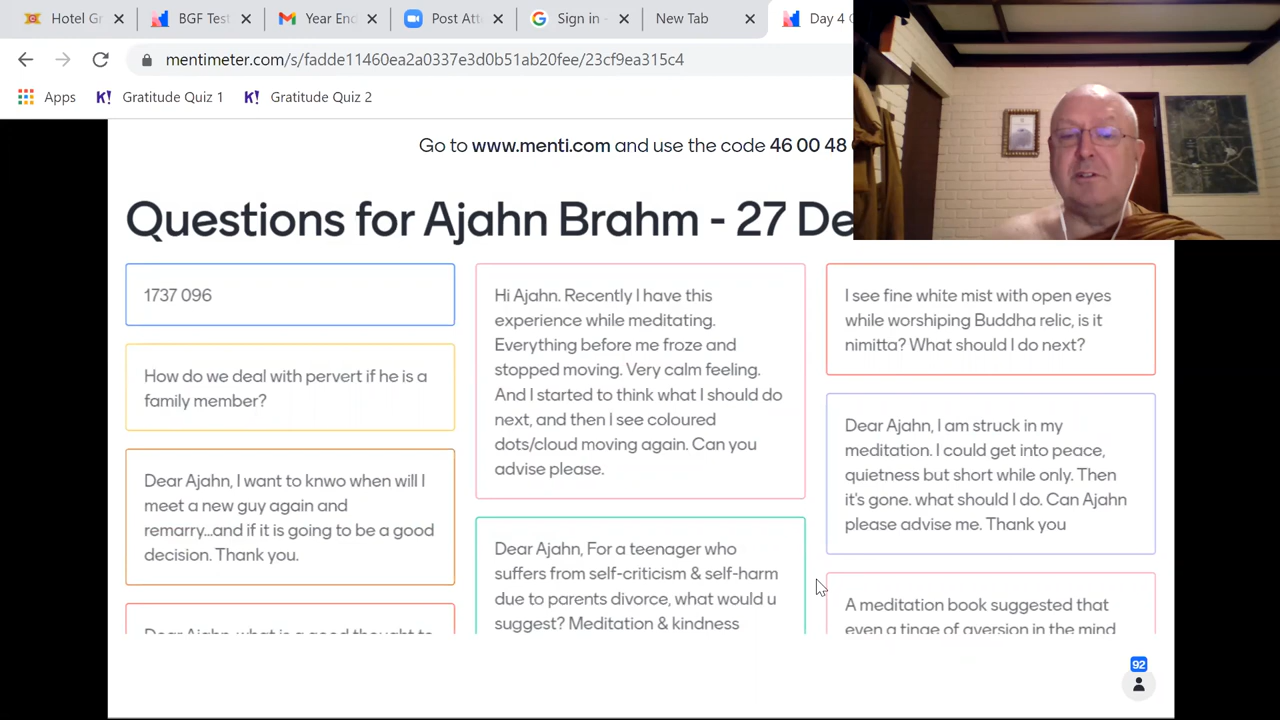 Hotel Gr
BGF Test
Year End
Post Att
Sign in -
New Tab
Day 4
mentimeter.com/s/fadde11460ea2a0337e3d0b51ab20fee/23cf9ea315c4
Apps
Gratitude Quiz 1
Gratitude Quiz 2
Go to www.menti.com and use the code 46 00 48
Questions for Ajahn Brahm - 27 De
1737 096
How do we deal with pervert if he is a
family member?
Dear Ajahn, I want to knwo when will I
meet a new guy again and
remarry...and if it is going to be a good
decision. Thank you.
Dear Ajahn, what is a good thought to
Hi Ajahn. Recently I have this
experience while meditating.
Everything before me froze and
stopped moving. Very calm feeling.
And I started to think what I should do
next, and then I see coloured
dots/cloud moving again. Can you
advise please.
Dear Ajahn, For a teenager who
suffers from self-criticism & self-harm
due to parents divorce, what would u
suggest? Meditation & kindness
I see fine white mist with open eyes
while worshiping Buddha relic, is it
nimitta? What should I do next?
Dear Ajahn, I am struck in my
meditation. I could get into peace,
quietness but short while only. Then
it's gone. what should I do. Can Ajahn
please advise me. Thank you
A meditation book suggested that
even a tinge of aversion in the mind
92